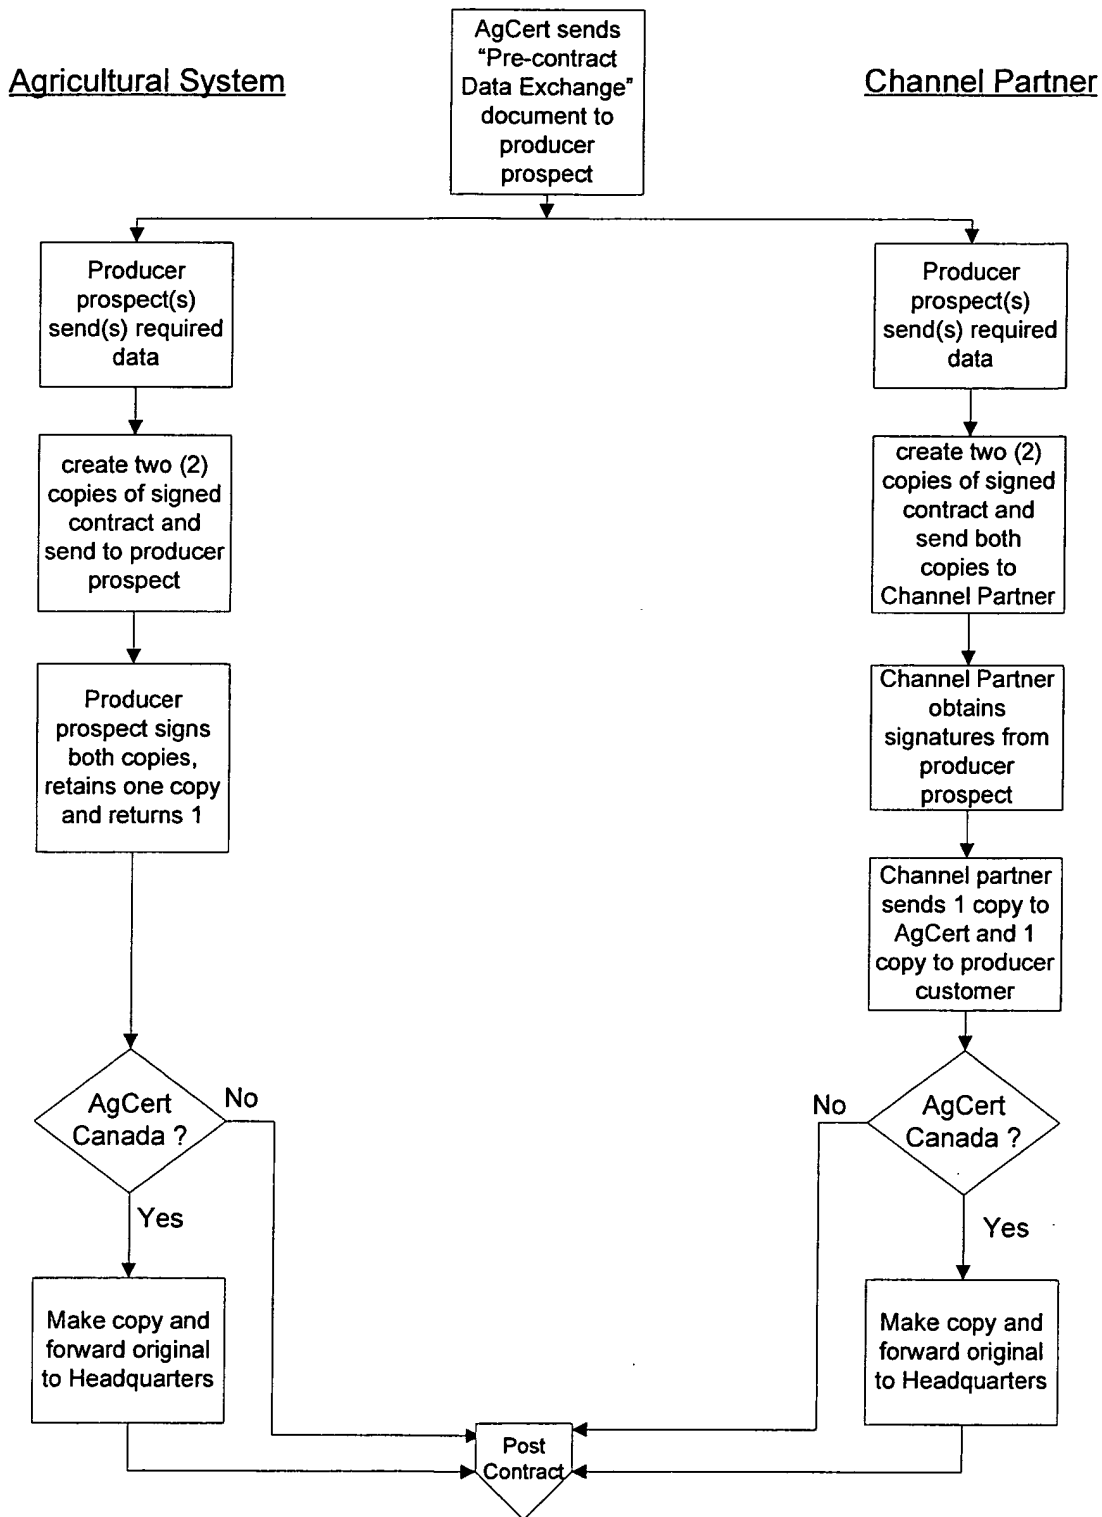 AgCert sends
"Pre-contract
Data Exchange"
document to
producer
prospect
Agricultural System
Channel Partner
Producer
prospect(s)
send(s) required
data
create two (2)
copies of signed
contract and
send to producer
prospect
Producer
prospect signs
both copies,
retains one copy
and returns 1
AgCert
Canada ?
No
Yes
Make copy and
forward original
to Headquarters
Producer
prospect(s)
send(s) required
data
create two (2)
copies of signed
contract and
send both
copies to
Channel Partner
Channel Partner
obtains
signatures from
producer
prospect
Channel partner
sends 1 copy to
AgCert and 1
copy to producer
customer
AgCert
Canada ?
No
Yes
Make copy and
forward original
to Headquarters
Post
Contract